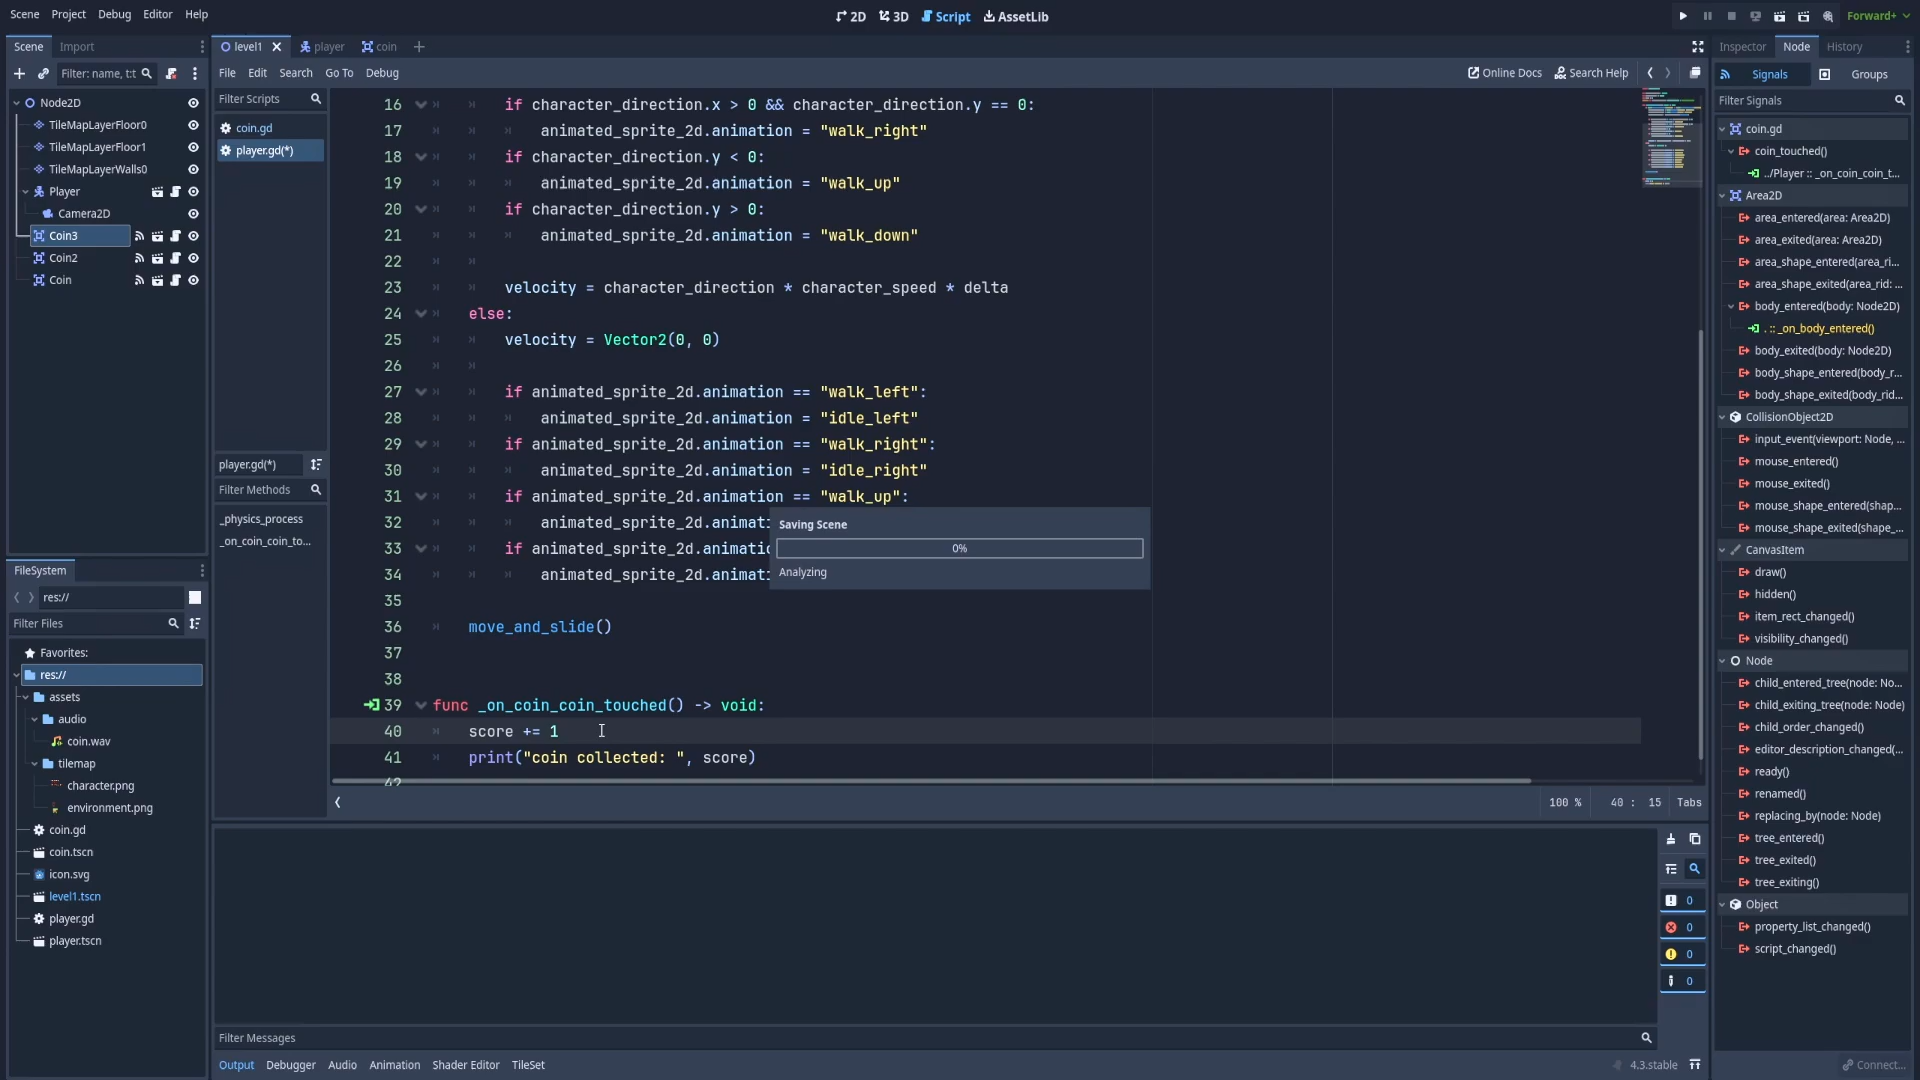 Scene Project Debug Editor Help
2D 3D Script AssetLib
Forward+
Scene Import
Filter: name, t:t
Node2D
TileMapLayerFloor0
TileMapLayerFloor1
TileMapLayerWalls0
Player
Camera2D
Coin3
Coin2
Coin
FileSystem
res://
Filter Files
Favorites:
res://
assets
audio
coin.wav
tilemap
character.png
environment.png
coin.gd
coin.tscn
icon.svg
level1.tscn
player.gd
player.tscn
level1 player coin
File Edit Search Go To Debug
Online Docs Search Help
Filter Scripts
coin.gd
player.gd(*)
player.gd(*)
Filter Methods
_physics_process
_on_coin_coin_to...
16 if character_direction.x > 0 && character_direction.y == 0:
17 animated_sprite_2d.animation = "walk_right"
18 if character_direction.y < 0:
19 animated_sprite_2d.animation = "walk_up"
20 if character_direction.y > 0:
21 animated_sprite_2d.animation = "walk_down"
22
23 velocity = character_direction * character_speed * delta
24 else:
25 velocity = Vector2(0, 0)
26
27 if animated_sprite_2d.animation == "walk_left":
28 animated_sprite_2d.animation = "idle_left"
29 if animated_sprite_2d.animation == "walk_right":
30 animated_sprite_2d.animation = "idle_right"
31 if animated_sprite_2d.animation == "walk_up":
32 animated_sprite_2d.animat
33 if animated_sprite_2d.animatio
34 animated_sprite_2d.animat
35
36 move_and_slide()
37
38
39 func _on_coin_coin_touched() -> void:
40 score += 1
41 print("coin collected: ", score)
42
Saving Scene
0%
Analyzing
100 % 40 : 15 Tabs
0
0
0
0
Filter Messages
Output Debugger Audio Animation Shader Editor TileSet
4.3.stable
Inspector Node History
Signals Groups
Filter Signals
coin.gd
coin_touched()
../Player :: _on_coin_coin_t...
Area2D
area_entered(area: Area2D)
area_exited(area: Area2D)
area_shape_entered(area_ri...
area_shape_exited(area_rid: ...
body_entered(body: Node2D)
. :: _on_body_entered()
body_exited(body: Node2D)
body_shape_entered(body_r...
body_shape_exited(body_rid...
CollisionObject2D
input_event(viewport: Node, ...
mouse_entered()
mouse_exited()
mouse_shape_entered(shap...
mouse_shape_exited(shape_...
CanvasItem
draw()
hidden()
item_rect_changed()
visibility_changed()
Node
child_entered_tree(node: No...
child_exiting_tree(node: Node)
child_order_changed()
editor_description_changed(...
ready()
renamed()
replacing_by(node: Node)
tree_entered()
tree_exited()
tree_exiting()
Object
property_list_changed()
script_changed()
Connect...